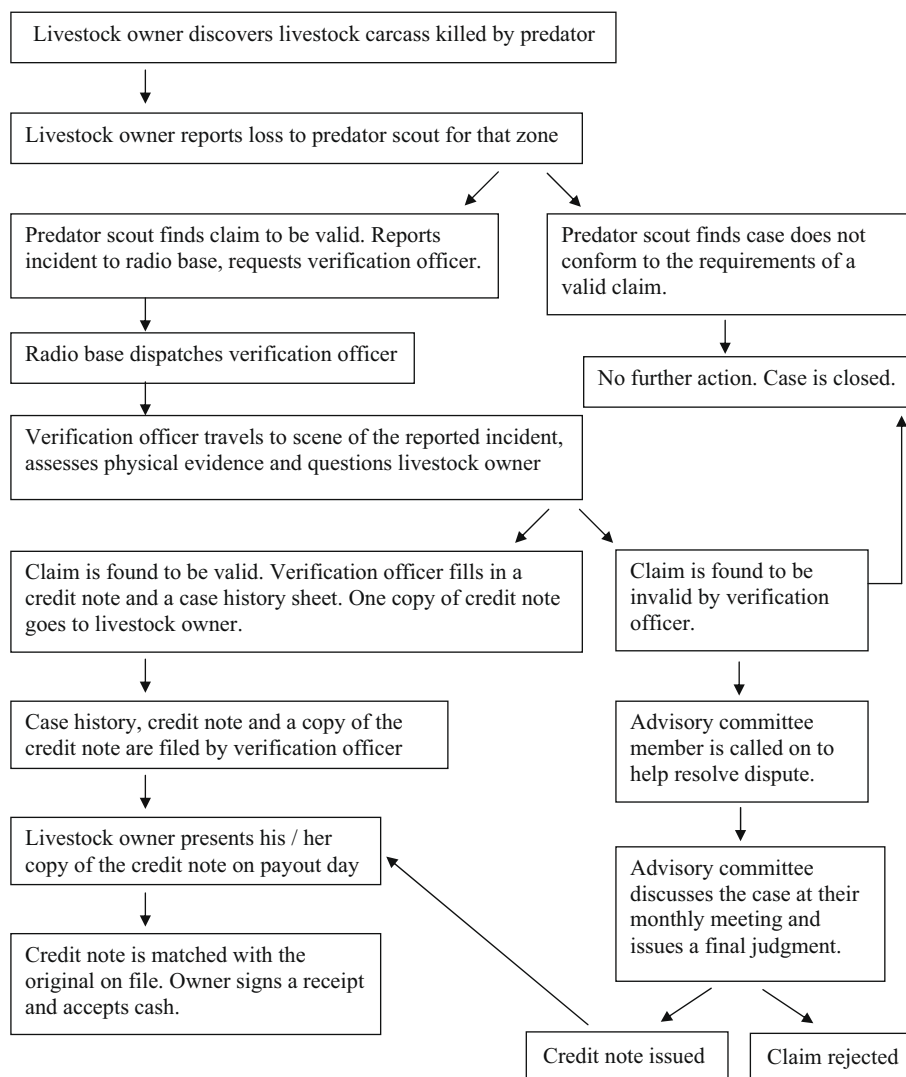 Livestock owner discovers livestock carcass killed by predator
Livestock owner reports loss to predator scout for that zone
Predator scout finds claim to be valid. Reports
incident to radio base, requests verification officer.
Predator scout finds case does not
conform to the requirements of a
valid claim.
Radio base dispatches verification officer
No further action. Case is closed.
Verification officer travels to scene of the reported incident,
assesses physical evidence and questions livestock owner
Claim is found to be valid. Verification officer fills in a
credit note and a case history sheet. One copy of credit note
goes to livestock owner.
Claim is found to be
invalid by verification
officer.
Case history, credit note and a copy of the
credit note are filed by verification officer
Advisory committee
member is called on to
help resolve dispute.
Livestock owner presents his / her
copy of the credit note on payout day
Advisory committee
discusses the case at their
monthly meeting and
issues a final judgment.
Credit note is matched with the
original on file. Owner signs a receipt
and accepts cash.
Credit note issued
Claim rejected